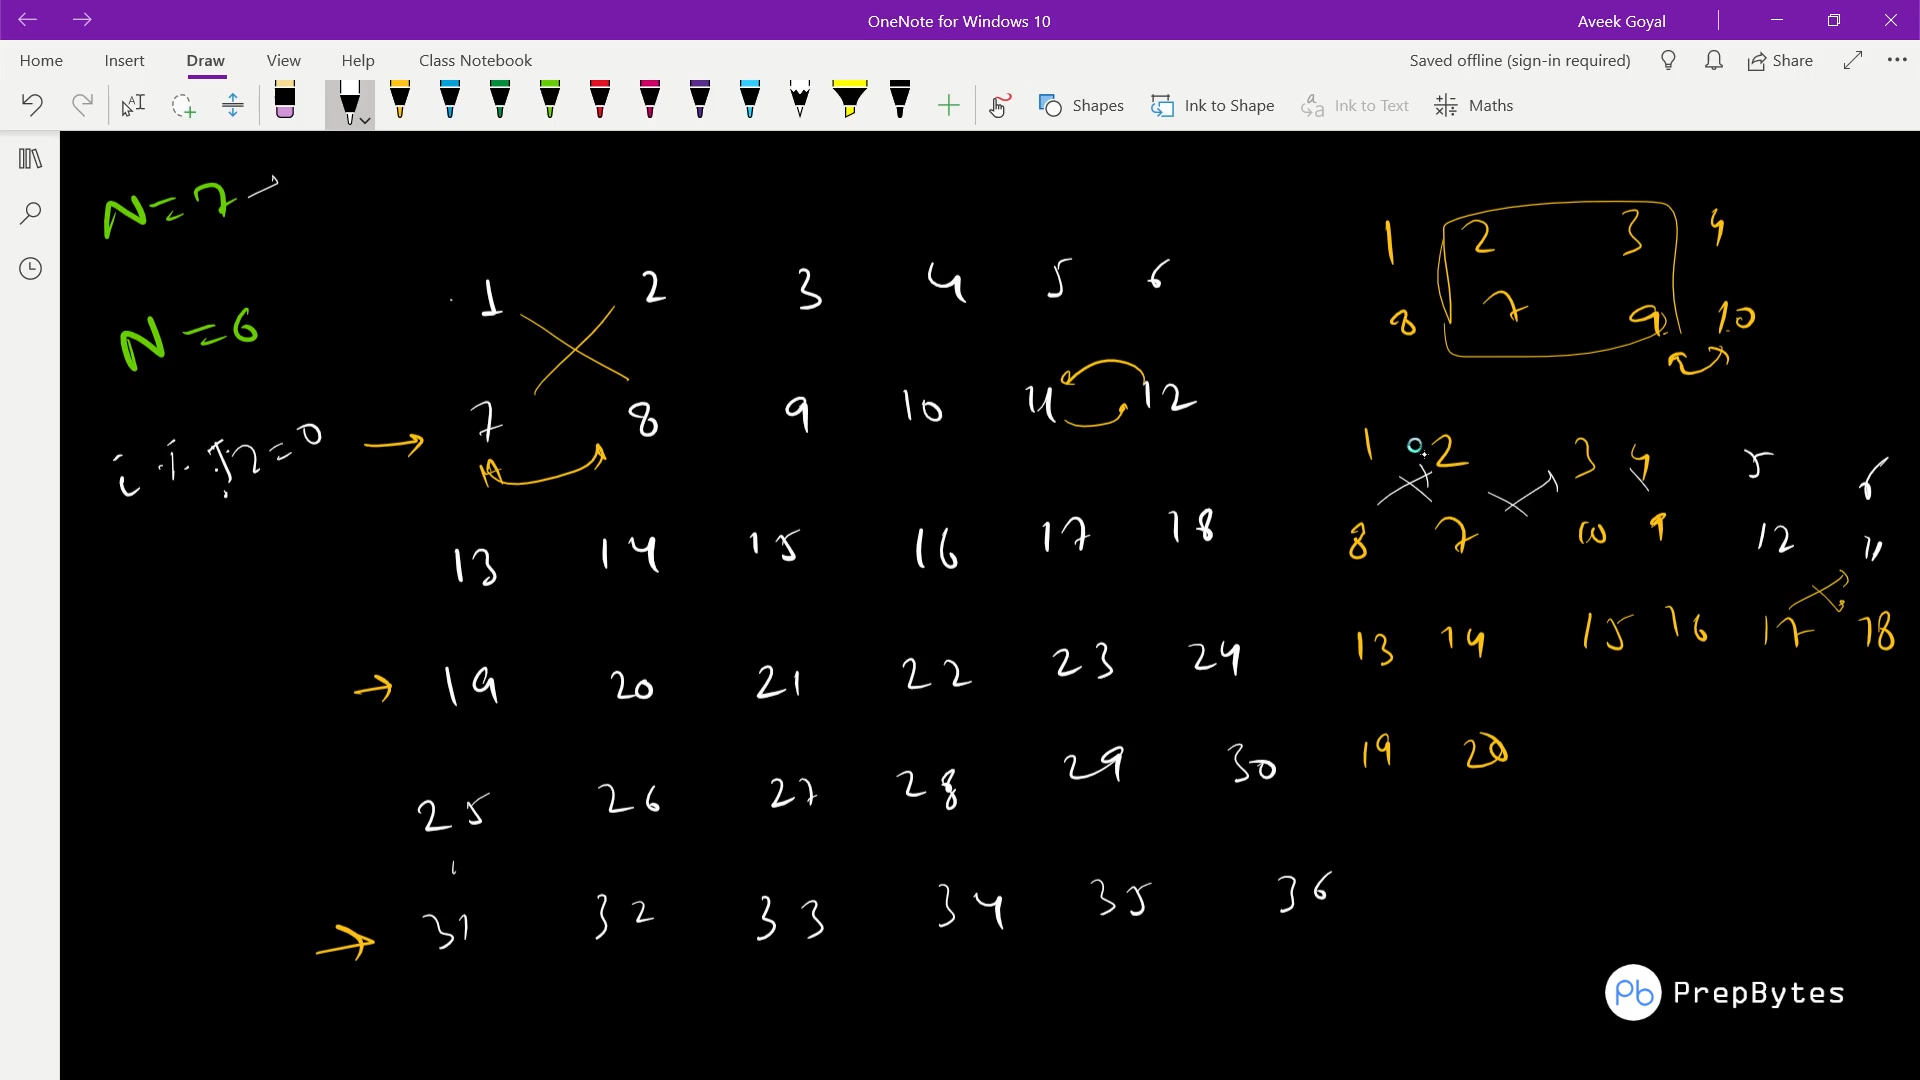 OneNote for Windows 10
Aveek Goyal
Home Insert Draw View Help Class Notebook
Saved offline (sign-in required) Share
Shapes Ink to Shape Ink to Text Maths
N=7
N=6
1 2 3 4 5 6
7 8 9 10 11 12
i % 2=0
13 14 15 16 17 18
19 20 21 22 23 24
25 26 27 28 29 30
31 32 33 34 35 36
1 2 3 4
8 7 9 10
1 2 3 4 5 6
8 7 10 9 12 11
13 14 15 16 17 18
19 20
Pb PrepBytes